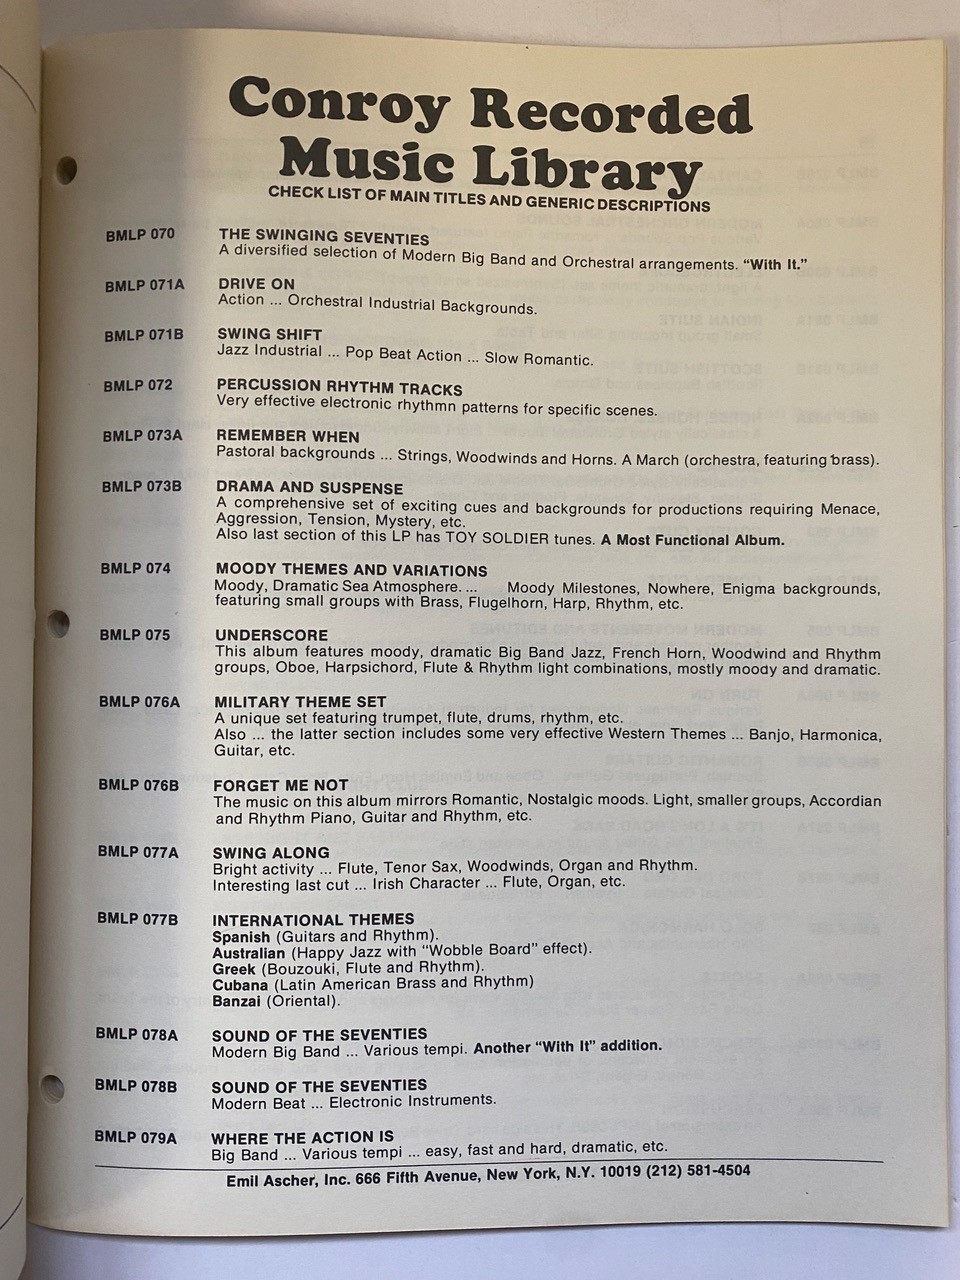 Conroy Recorded
Music Library
CHECK LIST OF MAIN TITLES AND GENERIC DESCRIPTIONS
BMLP 070 THE SWINGING SEVENTIES
A diversified selection of Modern Big Band and Orchestral arrangements. “With It.”
BMLP 071A DRIVE ON
Action ... Orchestral Industrial Backgrounds.
BMLP 071B SWING SHIFT
Jazz Industrial ... Pop Beat Action ... Slow Romantic.
BMLP 072 PERCUSSION RHYTHM TRACKS
Very effective electronic rhythmn patterns for specific scenes.
BMLP 073A REMEMBER WHEN
Pastoral backgrounds ... Strings, Woodwinds and Horns. A March (orchestra, featuring brass).
BMLP 073B DRAMA AND SUSPENSE
A comprehensive set of exciting cues and backgrounds for productions requiring Menace,
Aggression, Tension, Mystery, etc.
Also last section of this LP has TOY SOLDIER tunes. A Most Functional Album.
BMLP 074 MOODY THEMES AND VARIATIONS
Moody, Dramatic Sea Atmosphere. ... Moody Milestones, Nowhere, Enigma backgrounds,
featuring small groups with Brass, Flugelhorn, Harp, Rhythm, etc.
BMLP 075 UNDERSCORE
This album features moody, dramatic Big Band Jazz, French Horn, Woodwind and Rhythm
groups, Oboe, Harpsichord, Flute & Rhythm light combinations, mostly moody and dramatic.
BMLP 076A MILITARY THEME SET
A unique set featuring trumpet, flute, drums, rhythm, etc.
Also ... the latter section includes some very effective Western Themes ... Banjo, Harmonica,
Guitar, etc.
BMLP 076B FORGET ME NOT
The music on this album mirrors Romantic, Nostalgic moods. Light, smaller groups, Accordian
and Rhythm Piano, Guitar and Rhythm, etc.
BMLP 077A SWING ALONG
Bright activity ... Flute, Tenor Sax, Woodwinds, Organ and Rhythm.
Interesting last cut ... Irish Character ... Flute, Organ, etc.
BMLP 077B INTERNATIONAL THEMES
Spanish (Guitars and Rhythm).
Australian (Happy Jazz with “Wobble Board” effect).
Greek (Bouzouki, Flute and Rhythm).
Cubana (Latin American Brass and Rhythm)
Banzai (Oriental).
BMLP 078A SOUND OF THE SEVENTIES
Modern Big Band ... Various tempi. Another “With It” addition.
BMLP 078B SOUND OF THE SEVENTIES
Modern Beat ... Electronic Instruments.
BMLP 079A WHERE THE ACTION IS
Big Band ... Various tempi ... easy, fast and hard, dramatic, etc.
Emil Ascher, Inc. 666 Fifth Avenue, New York, N.Y. 10019 (212) 581-4504